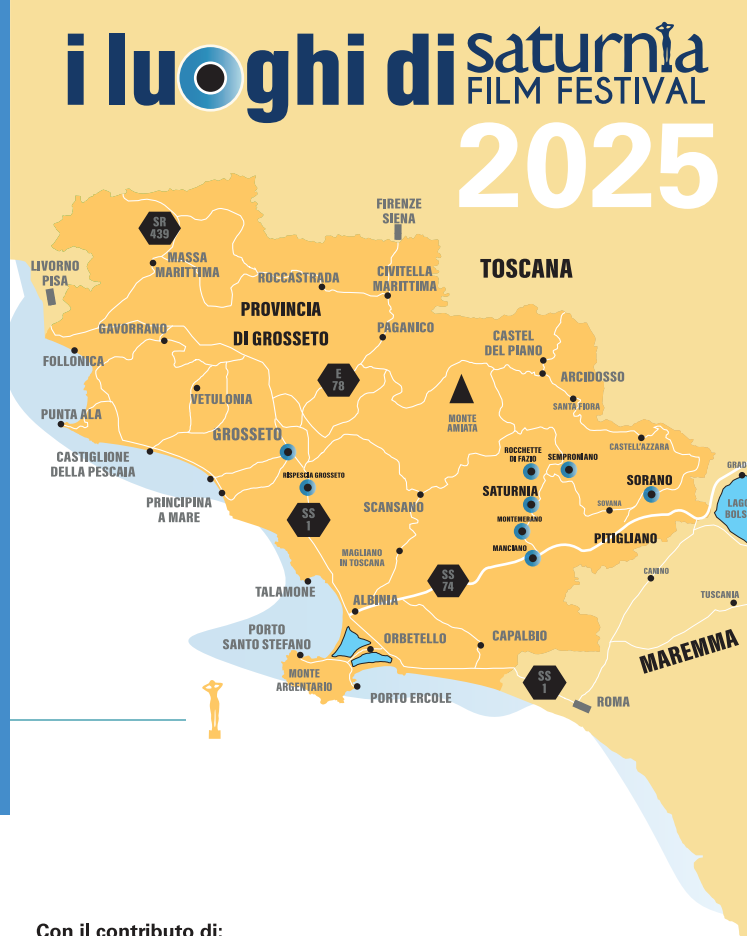 i luoghi di saturnia
FILM FESTIVAL
2025
FIRENZE
SIENA
SR
439
LIVORNO
PISA
MASSA
MARITTIMA
ROCCASTRADA
CIVITELLA
MARITTIMA
TOSCANA
PROVINCIA
DI GROSSETO
GAVORRANO
PAGANICO
CASTEL
DEL PIANO
FOLLONICA
E
78
ARCIDOSSO
VETULONIA
MONTE
AMIATA
SANTA FIORA
PUNTA ALA
GROSSETO
CASTELL'AZZARA
CASTIGLIONE
DELLA PESCAIA
ROCCHETTE
DI FAZIO
SEMPRONIANO
GRAD
RISPESCIA GROSSETO
SATURNIA
SORANO
PRINCIPINA
A MARE
SCANSANO
SOVANA
LAGO
BOLS
SS
1
MONTEMERANO
PITIGLIANO
MAGLIANO
IN TOSCANA
MANCIANO
CANINO
SS
74
TALAMONE
ALBINIA
TUSCANIA
PORTO
SANTO STEFANO
ORBETELLO
CAPALBIO
MAREMMA
MONTE
ARGENTARIO
SS
1
PORTO ERCOLE
ROMA
Con il contributo di: